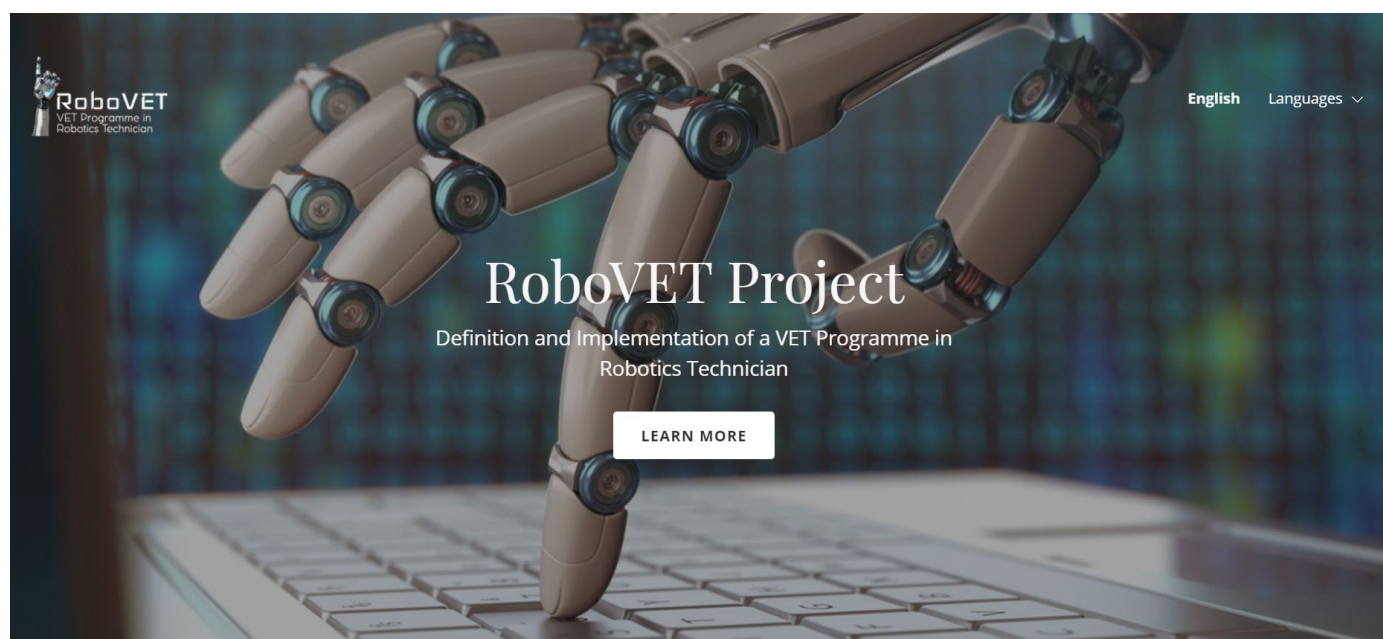 RoboVET
VET Programme in
Robotics Technician
English
Languages
RoboVET Project
Definition and Implementation of a VET Programme in
Robotics Technician
LEARN MORE